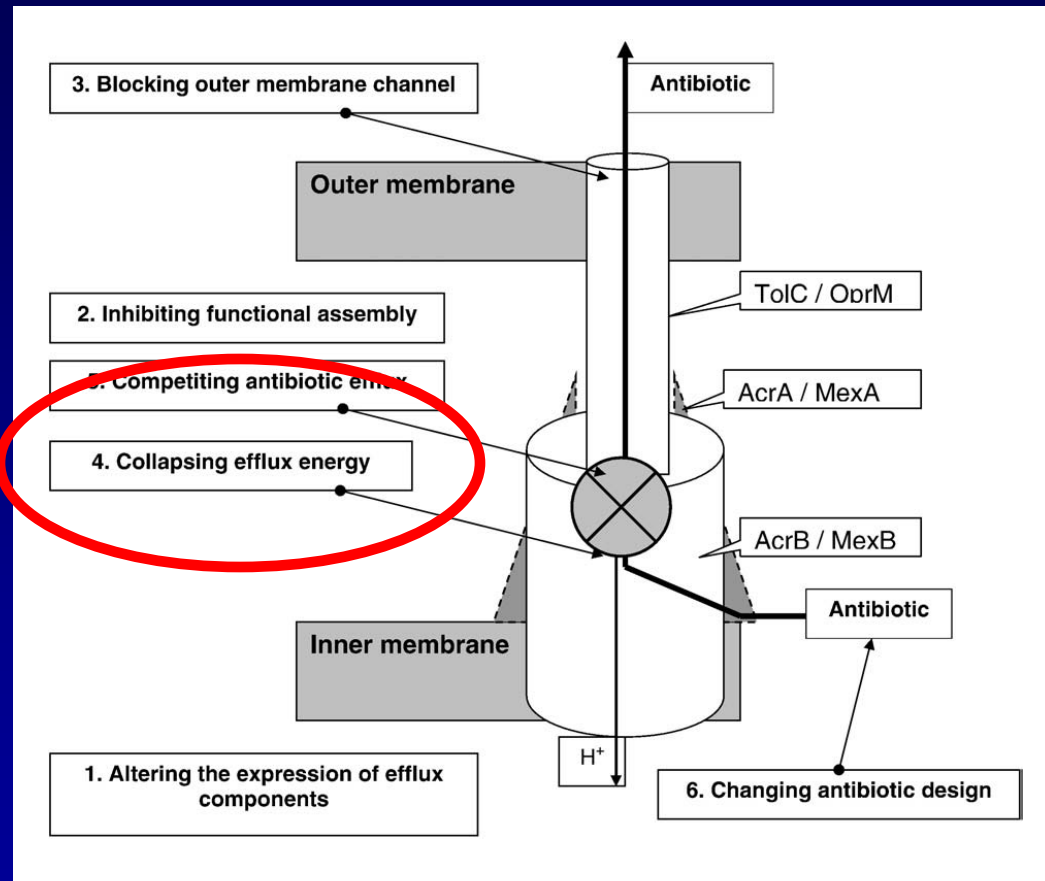 3. Blocking outer membrane channel
Antibiotic
Outer membrane
TolC / OprM
2. Inhibiting functional assembly
5. Competiting antibiotic efflux
AcrA / MexA
4. Collapsing efflux energy
AcrB / MexB
Antibiotic
Inner membrane
H⁺
1. Altering the expression of efflux
components
6. Changing antibiotic design